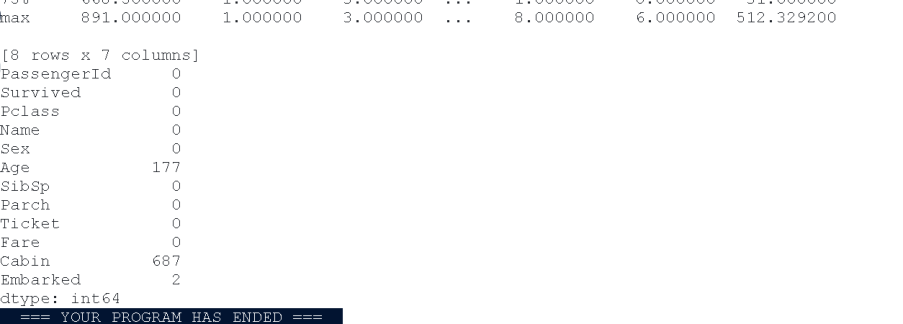 max 891.000000 1.000000 3.000000 ... 8.000000 6.000000 512.329200
[8 rows x 7 columns]
PassengerId 0
Survived 0
Pclass 0
Name 0
Sex 0
Age 177
SibSp 0
Parch 0
Ticket 0
Fare 0
Cabin 687
Embarked 2
dtype: int64
=== YOUR PROGRAM HAS ENDED ===